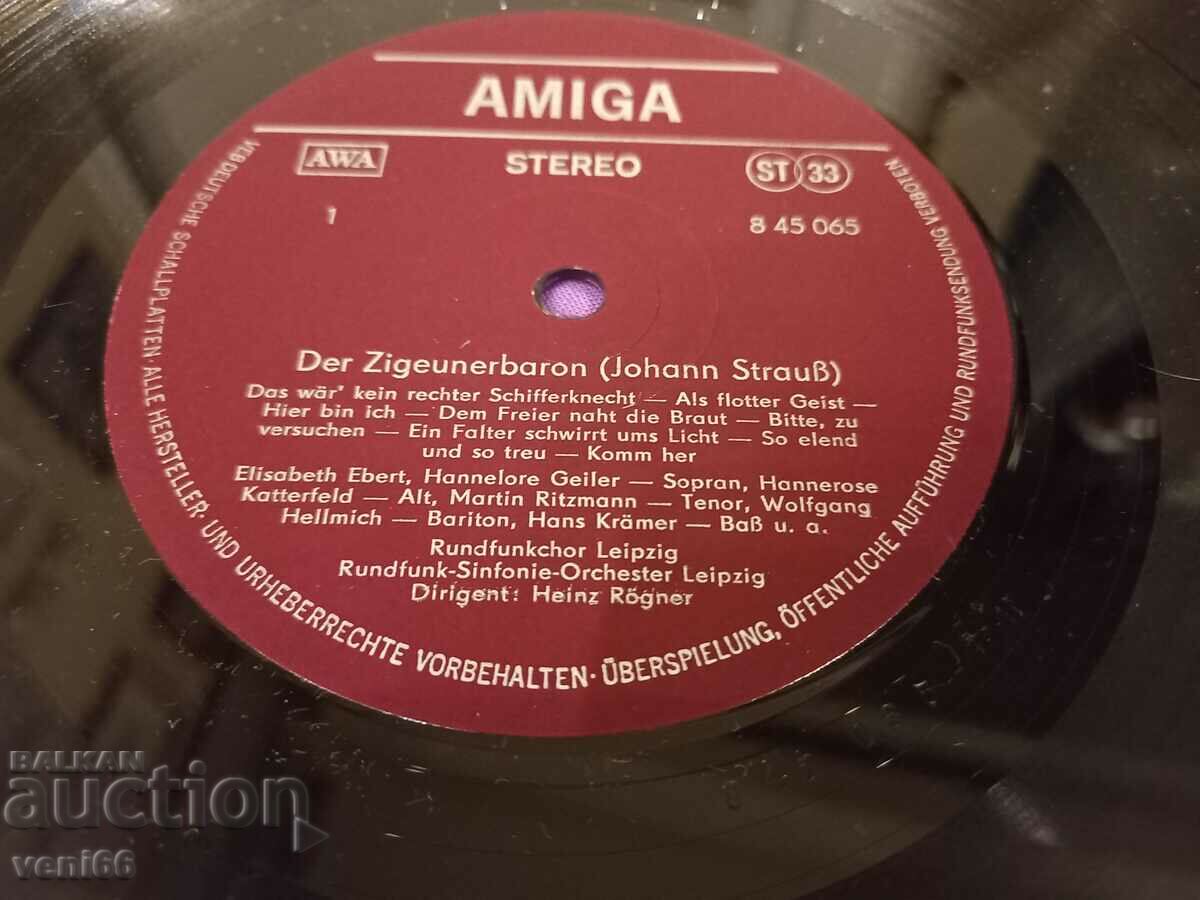 AMIGA
AWA
STEREO
ST 33
1
8 45 065
Der Zigeunerbaron (Johann Strauß)
Das wär' kein rechter Schifferknecht — Als flotter Geist —
Hier bin ich — Dem Freier naht die Braut — Bitte, zu
versuchen — Ein Falter schwirrt ums Licht — So elend
und so treu — Komm her
Elisabeth Ebert, Hannelore Geiler — Sopran, Hannerose
Katterfeld — Alt, Martin Ritzmann — Tenor, Wolfgang
Hellmich — Bariton, Hans Krämer — Baß u. a.
Rundfunkchor Leipzig
Rundfunk-Sinfonie-Orchester Leipzig
Dirigent: Heinz Rögner
VEB DEUTSCHE SCHALLPLATTEN · ALLE HERSTELLER- UND URHEBERRECHTE VORBEHALTEN · ÜBERSPIELUNG, ÖFFENTLICHE AUFFÜHRUNG UND RUNDFUNKSENDUNG VERBOTEN
BALKAN
auction
veni66